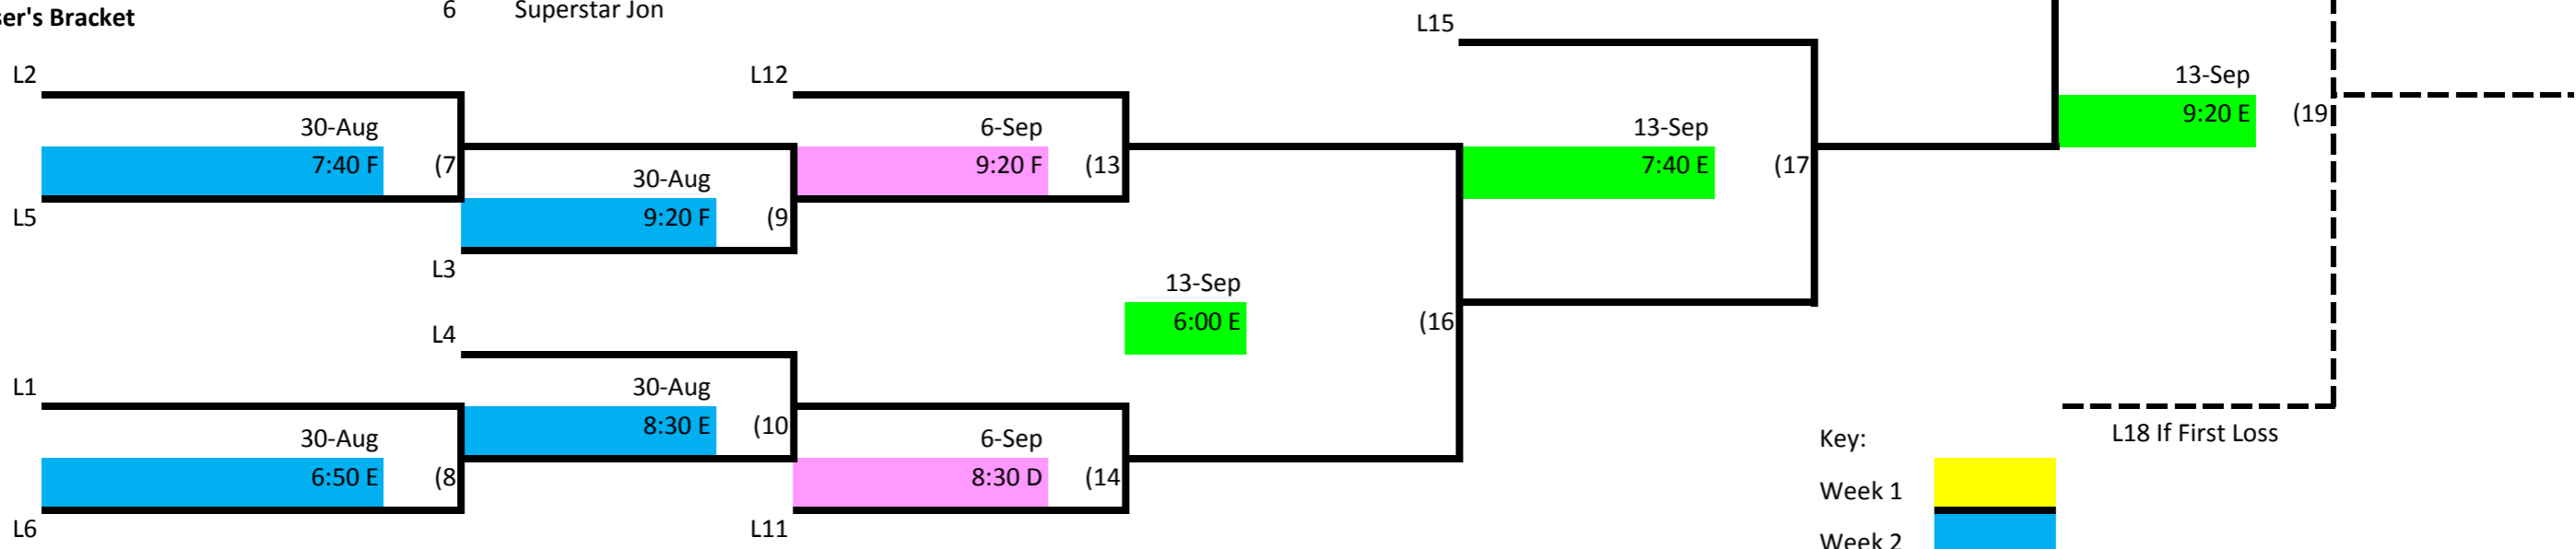 6 Superstar Jon
ser's Bracket
L15
L2
L12
13-Sep
30-Aug
6-Sep
13-Sep
9:20 E (19
7:40 F (7
9:20 F (13
7:40 E (17
30-Aug
L5
9:20 F (9
L3
13-Sep
L4
6:00 E (16
L1
30-Aug
8:30 E (10
30-Aug
6-Sep
Key:
L18 If First Loss
6:50 E (8
8:30 D (14
Week 1
L6
L11
Week 2